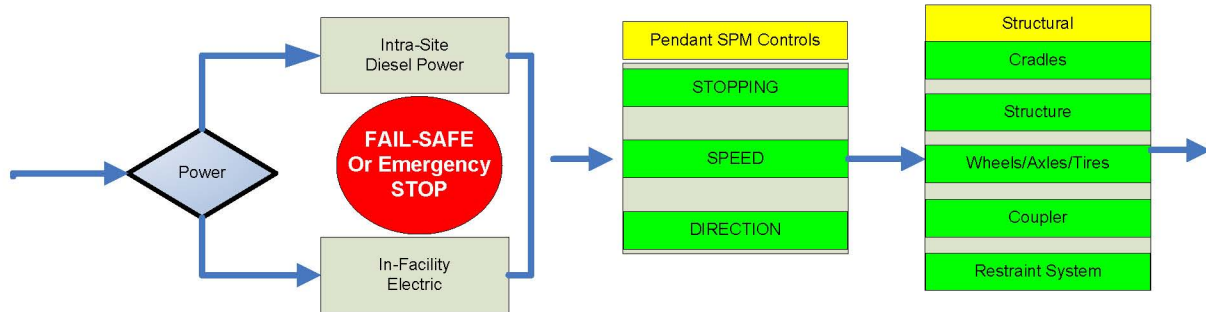 Power
Intra-Site
Diesel Power
FAIL-SAFE
Or Emergency
STOP
In-Facility
Electric
Pendant SPM Controls
STOPPING
SPEED
DIRECTION
Structural
Cradles
Structure
Wheels/Axles/Tires
Coupler
Restraint System